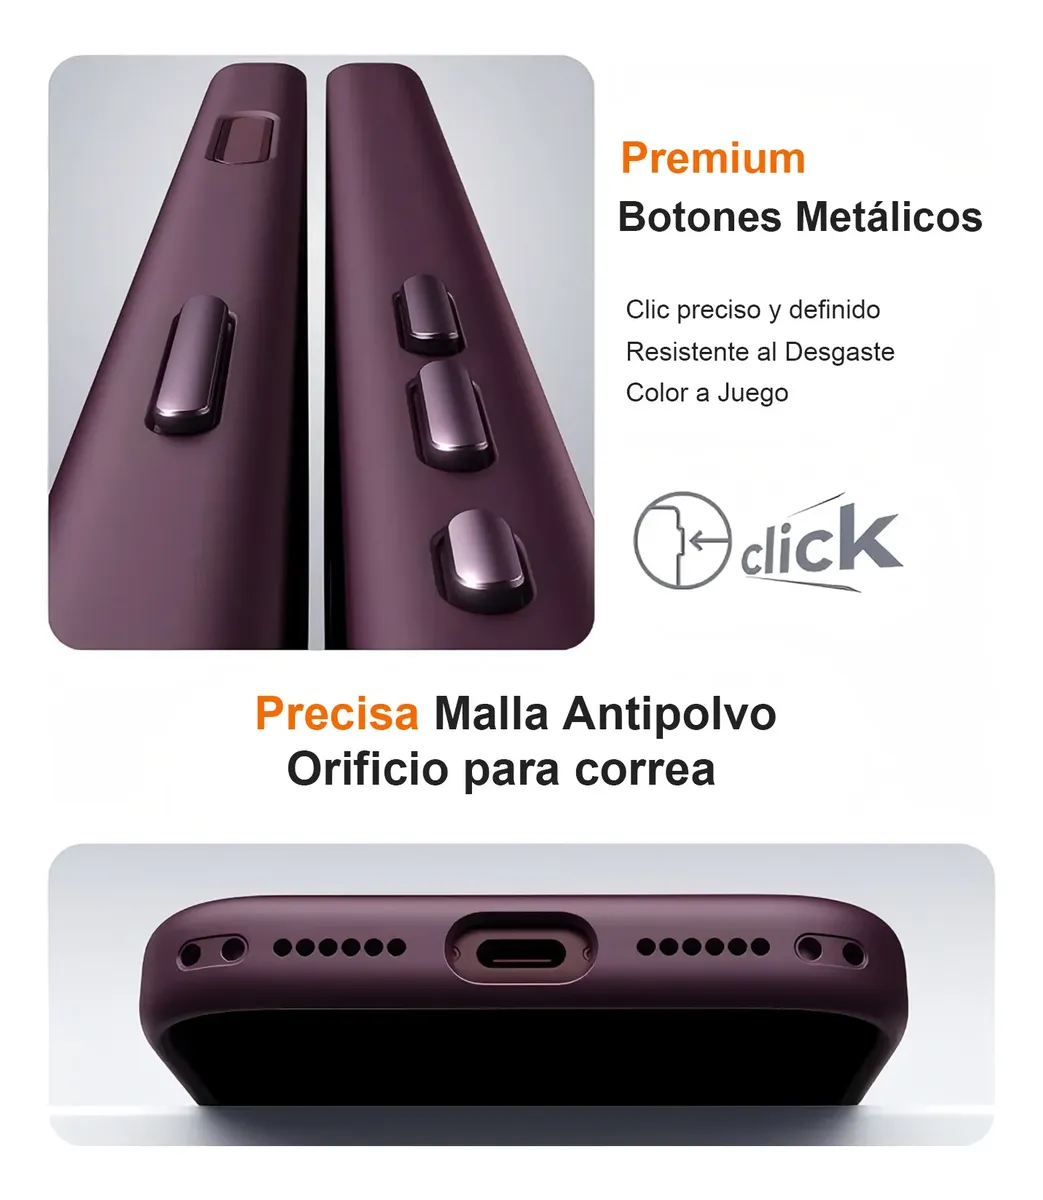 Premium
Botones Metálicos
Clic preciso y definido
Resistente al Desgaste
Color a Juego
clicK
Precisa Malla Antipolvo
Orificio para correa